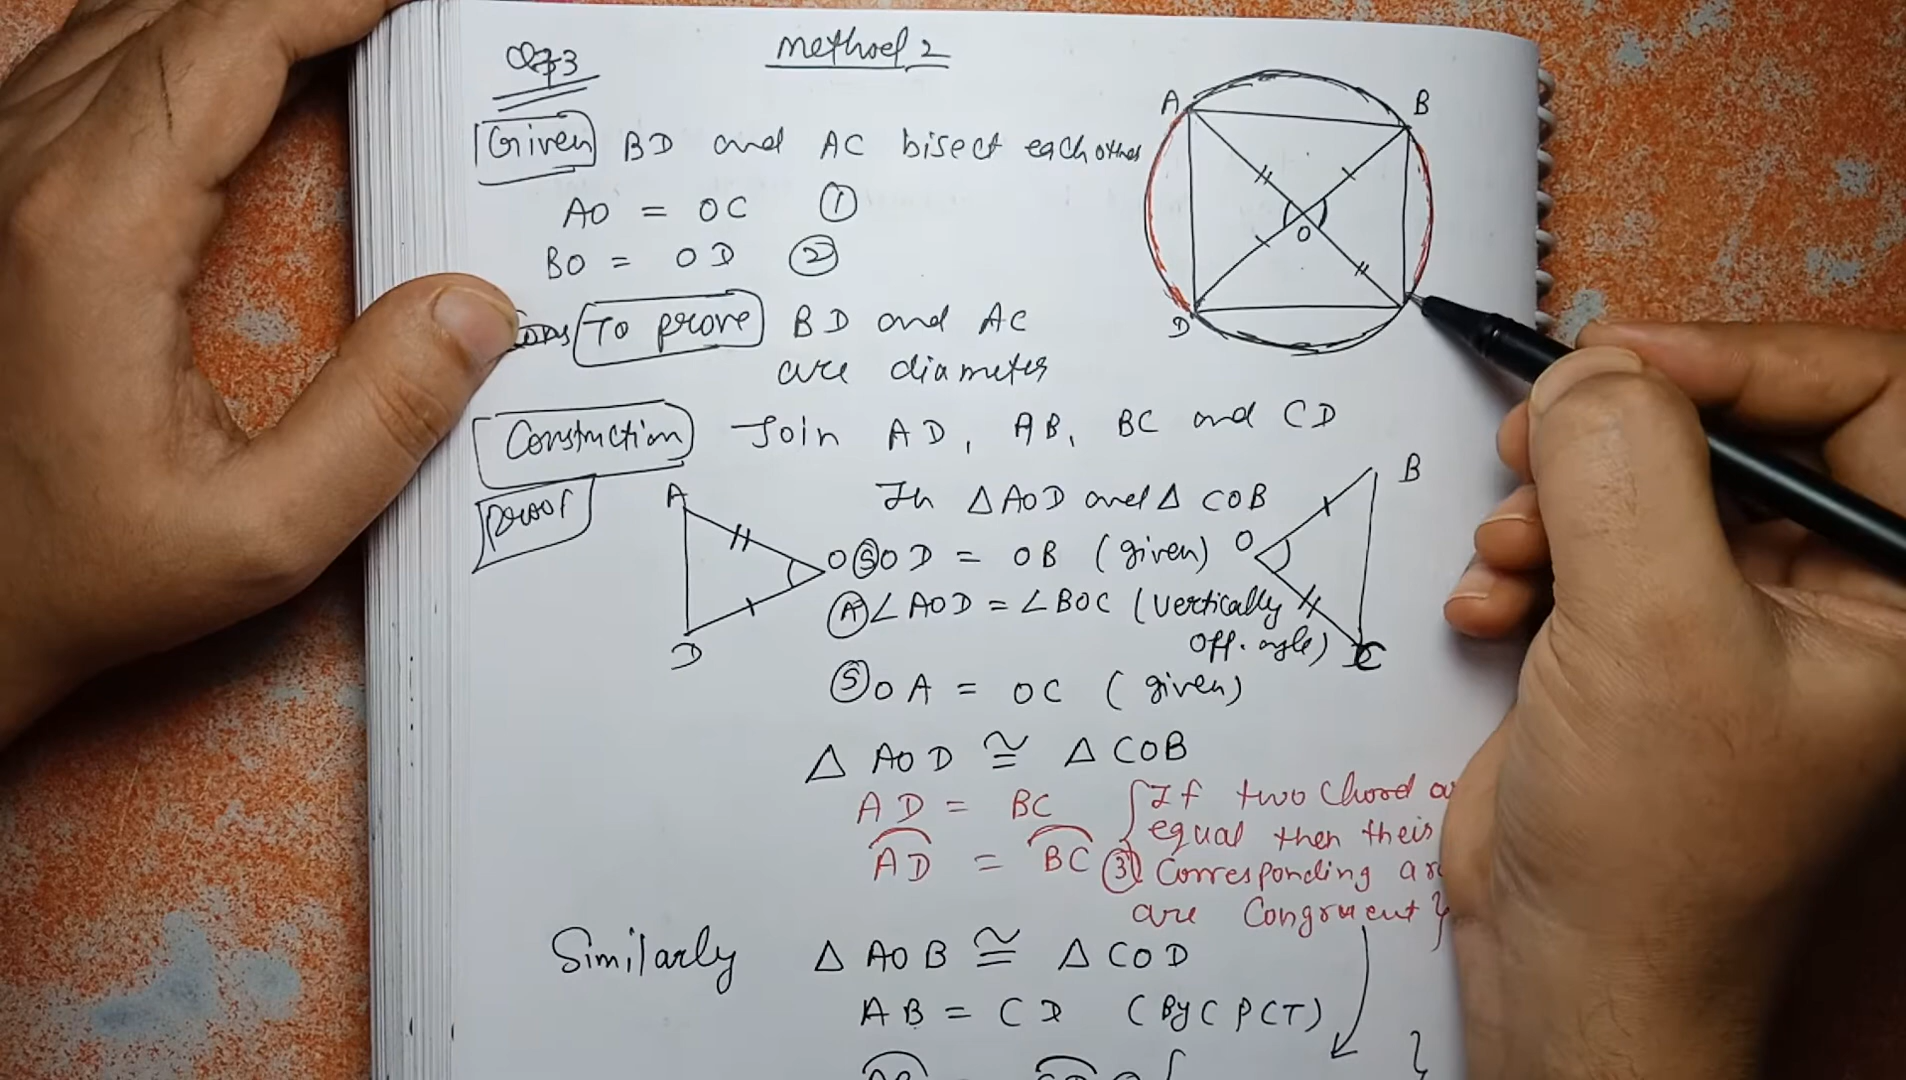 Q73
Method 2
Given BD and AC bisect each other
AO = OC ①
BO = OD ②
Cons To prove BD and AC
are diameter
Construction Join AD, AB, BC and CD
Proof In △AOD and △ COB
Ⓢ OD = OB (given)
Ⓐ ∠AOD = ∠BOC (vertically
opp. angle)
Ⓢ OA = OC (given)
△ AOD ≅ △ COB
AD = BC {If two chord
equal then their
AD = BC ③ Corresponding
are Congruent}
Similarly △ AOB ≅ △ COD
AB = CD (By CPCT)
A
B
O
D
A
O
D
B
O
C